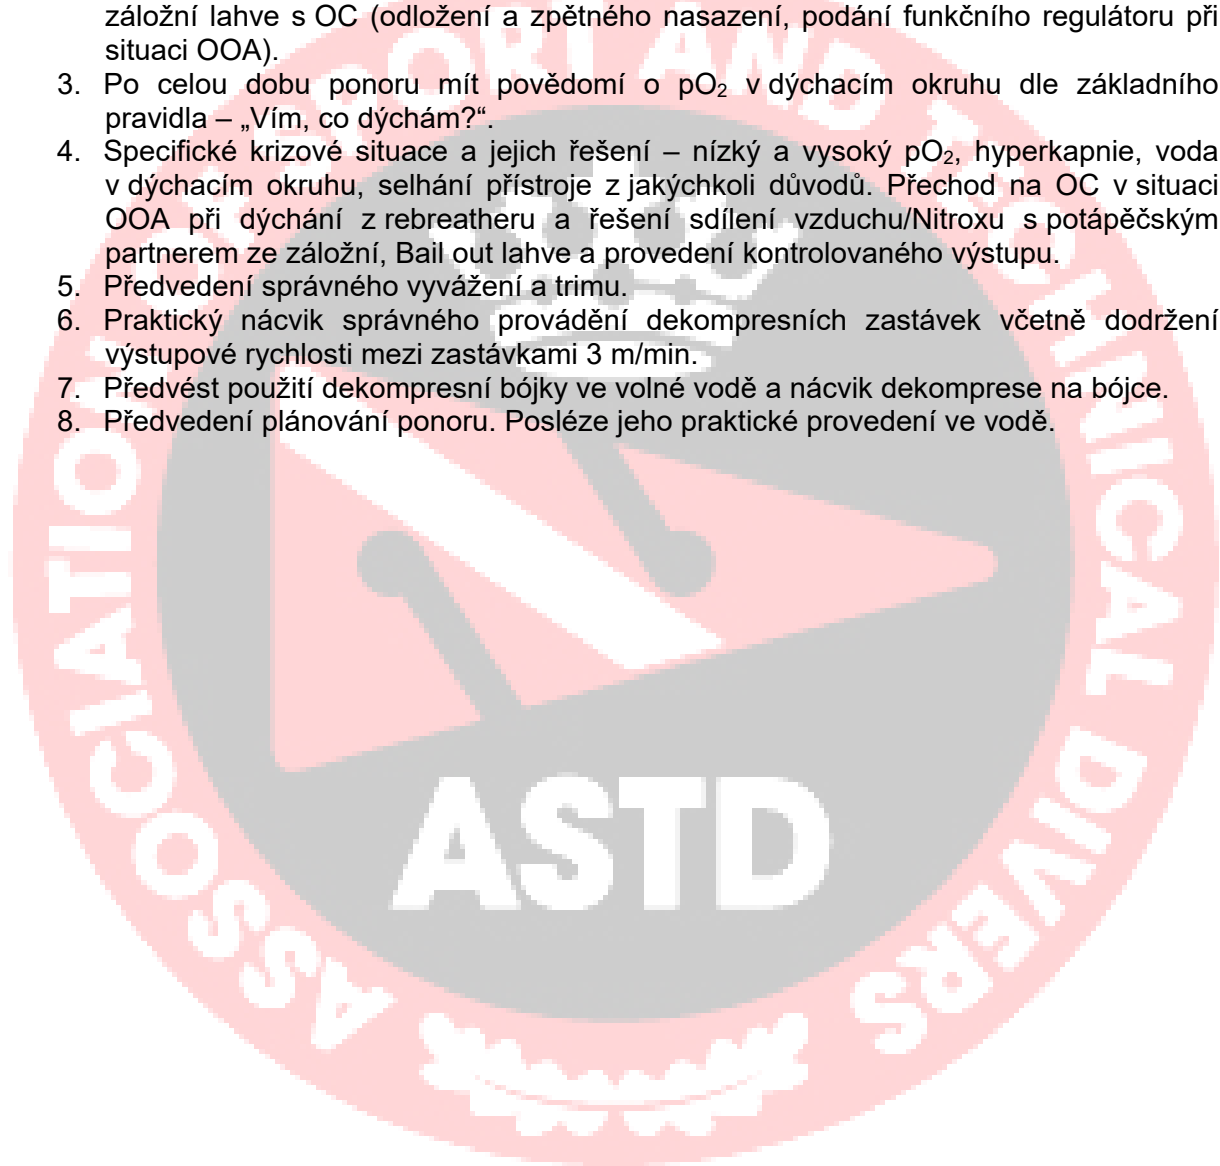 záložní lahve s OC (odložení a zpětného nasazení, podání funkčního regulátoru při
situaci OOA).
3. Po celou dobu ponoru mít povědomí o pO₂ v dýchacím okruhu dle základního
pravidla – „Vím, co dýchám?“.
4. Specifické krizové situace a jejich řešení – nízký a vysoký pO₂, hyperkapnie, voda
v dýchacím okruhu, selhání přístroje z jakýchkoli důvodů. Přechod na OC v situaci
OOA při dýchání z rebreatheru a řešení sdílení vzduchu/Nitroxu s potápěčským
partnerem ze záložní, Bail out lahve a provedení kontrolovaného výstupu.
5. Předvedení správného vyvážení a trimu.
6. Praktický nácvik správného provádění dekompresních zastávek včetně dodržení
výstupové rychlosti mezi zastávkami 3 m/min.
7. Předvést použití dekompresní bójky ve volné vodě a nácvik dekomprese na bójce.
8. Předvedení plánování ponoru. Posléze jeho praktické provedení ve vodě.
ASSOCIATION OF SPORT AND TECHNICAL DIVERS
ASTD